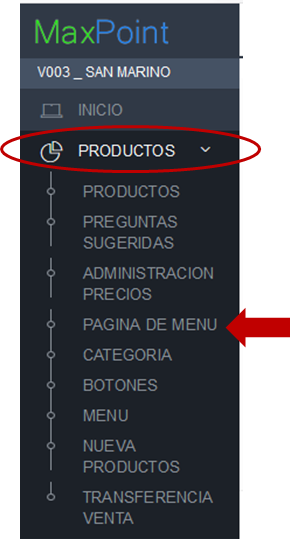 MaxPoint
V003 _ SAN MARINO
INICIO
PRODUCTOS
PRODUCTOS
PREGUNTAS
SUGERIDAS
ADMINISTRACION
PRECIOS
PAGINA DE MENU
CATEGORIA
BOTONES
MENU
NUEVA
PRODUCTOS
TRANSFERENCIA
VENTA